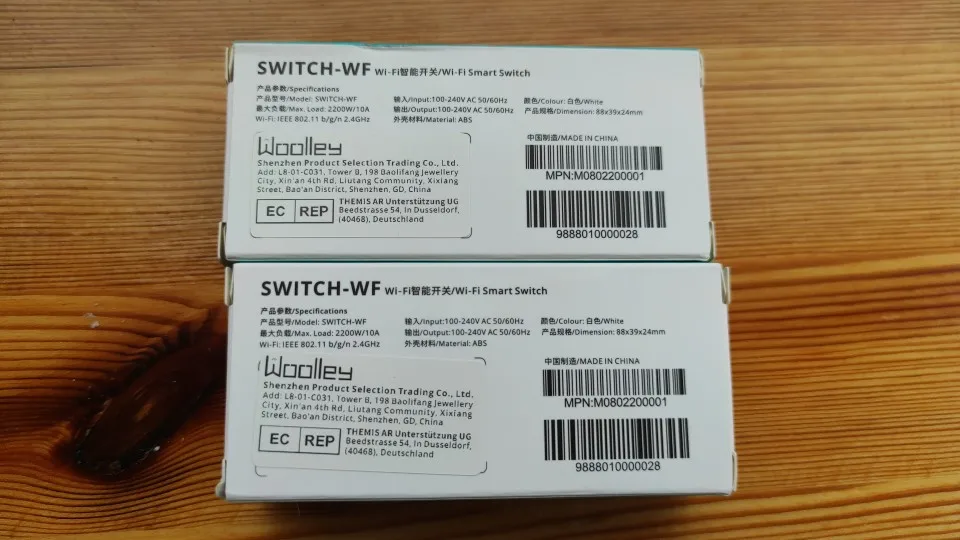 SWITCH-WF Wi-Fi智能开关/Wi-Fi Smart Switch
产品参数/Specifications
产品型号/Model: SWITCH-WF
最大负载/Max. Load: 2200W/10A
Wi-Fi: IEEE 802.11 b/g/n 2.4GHz
输入/Input:100-240V AC 50/60Hz
输出/Output:100-240V AC 50/60Hz
外壳材料/Material: ABS
颜色/Colour: 白色/White
产品规格/Dimension: 88x39x24mm
Woolley
Shenzhen Product Selection Trading Co., Ltd.
Add: L8-01-C031, Tower B, 198 Baolifang Jewellery
City, Xin'an 4th Rd, Liutang Community, Xixiang
Street, Bao'an District, Shenzhen, GD, China
EC REP
THEMIS AR Unterstützung UG
Beedstrasse 54, In Dusseldorf,
(40468), Deutschland
中国制造/MADE IN CHINA
MPN:M0802200001
9888010000028
SWITCH-WF Wi-Fi智能开关/Wi-Fi Smart Switch
产品参数/Specifications
产品型号/Model: SWITCH-WF
最大负载/Max. Load: 2200W/10A
Wi-Fi: IEEE 802.11 b/g/n 2.4GHz
输入/Input:100-240V AC 50/60Hz
输出/Output:100-240V AC 50/60Hz
外壳材料/Material: ABS
颜色/Colour: 白色/White
产品规格/Dimension: 88x39x24mm
Woolley
Shenzhen Product Selection Trading Co., Ltd.
Add: L8-01-C031, Tower B, 198 Baolifang Jewellery
City, Xin'an 4th Rd, Liutang Community, Xixiang
Street, Bao'an District, Shenzhen, GD, China
EC REP
THEMIS AR Unterstützung UG
Beedstrasse 54, In Dusseldorf,
(40468), Deutschland
中国制造/MADE IN CHINA
MPN:M0802200001
9888010000028